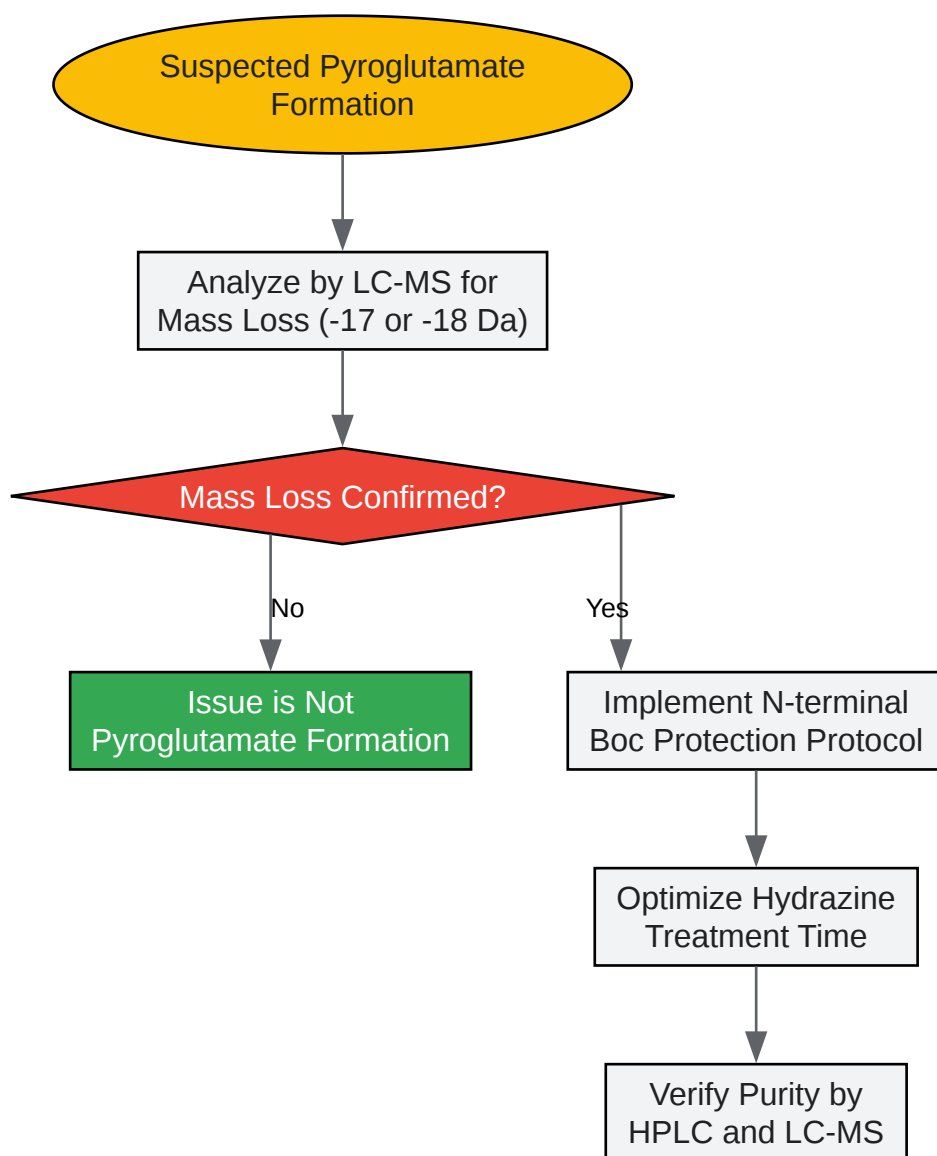 Suspected Pyroglutamate
Formation
Analyze by LC-MS for
Mass Loss (-17 or -18 Da)
Mass Loss Confirmed?
No
Yes
Issue is Not
Pyroglutamate Formation
Implement N-terminal
Boc Protection Protocol
Optimize Hydrazine
Treatment Time
Verify Purity by
HPLC and LC-MS